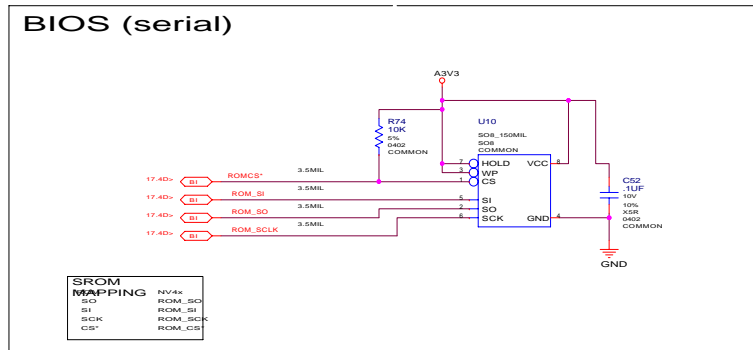 BIOS (serial)
A3V3
R74
10K
5%
0402
COMMON
U10
SO8_150MIL
SO8
COMMON
7 HOLD VCC 8
3 WP
1 CS
5 SI
2 SO
6 SCK GND 4
C52
.1UF
10V
10%
X5R
0402
COMMON
GND
17.4D> BI ROMCS* 3.5MIL
17.4D> BI ROM_SI 3.5MIL
17.4D> BI ROM_SO 3.5MIL
17.4D> BI ROM_SCLK 3.5MIL
SROM
MAPPING NV4x
SO ROM_SO
SI ROM_SI
SCK ROM_SCK
CS* ROM_CS*